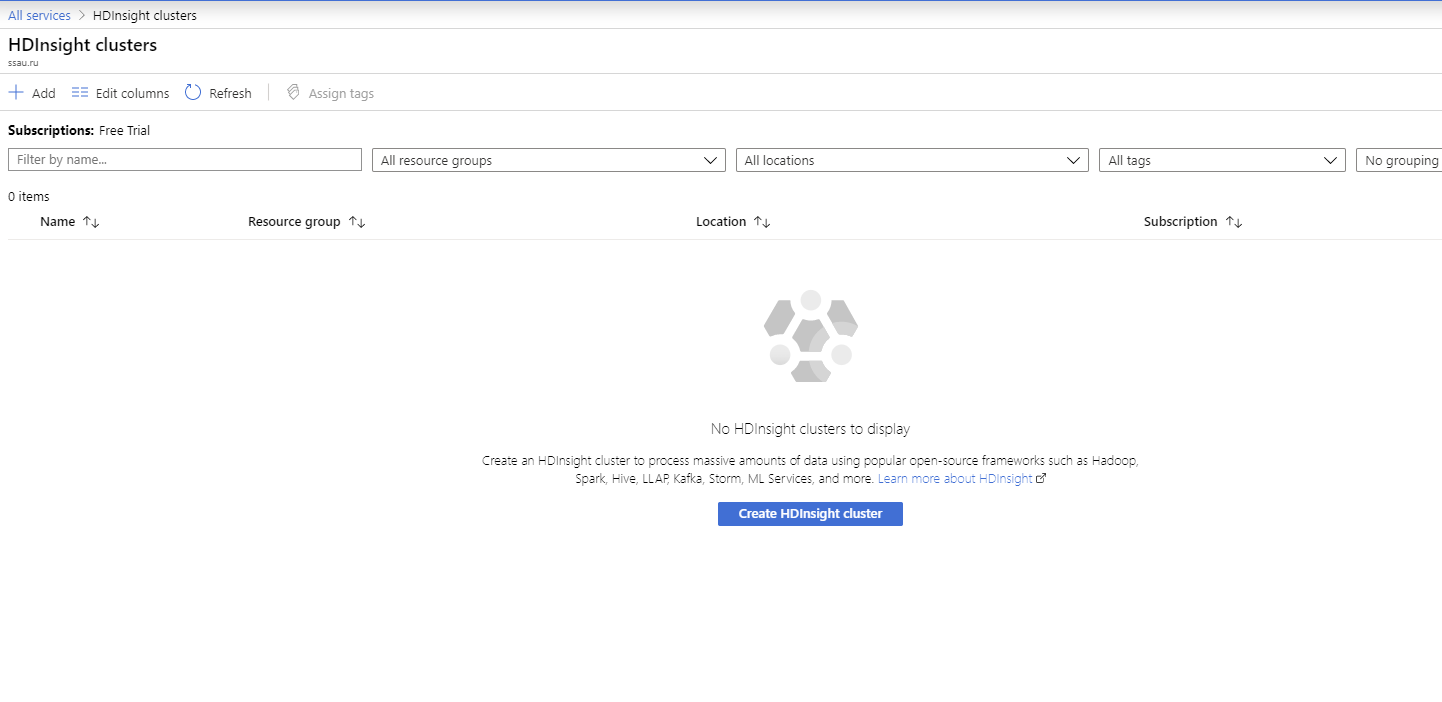 All services > HDInsight clusters
HDInsight clusters
ssau.ru
Add Edit columns Refresh Assign tags
Subscriptions: Free Trial
Filter by name... All resource groups All locations All tags No grouping
0 items
Name Resource group Location Subscription
No HDInsight clusters to display
Create an HDInsight cluster to process massive amounts of data using popular open-source frameworks such as Hadoop,
Spark, Hive, LLAP, Kafka, Storm, ML Services, and more. Learn more about HDInsight
Create HDInsight cluster